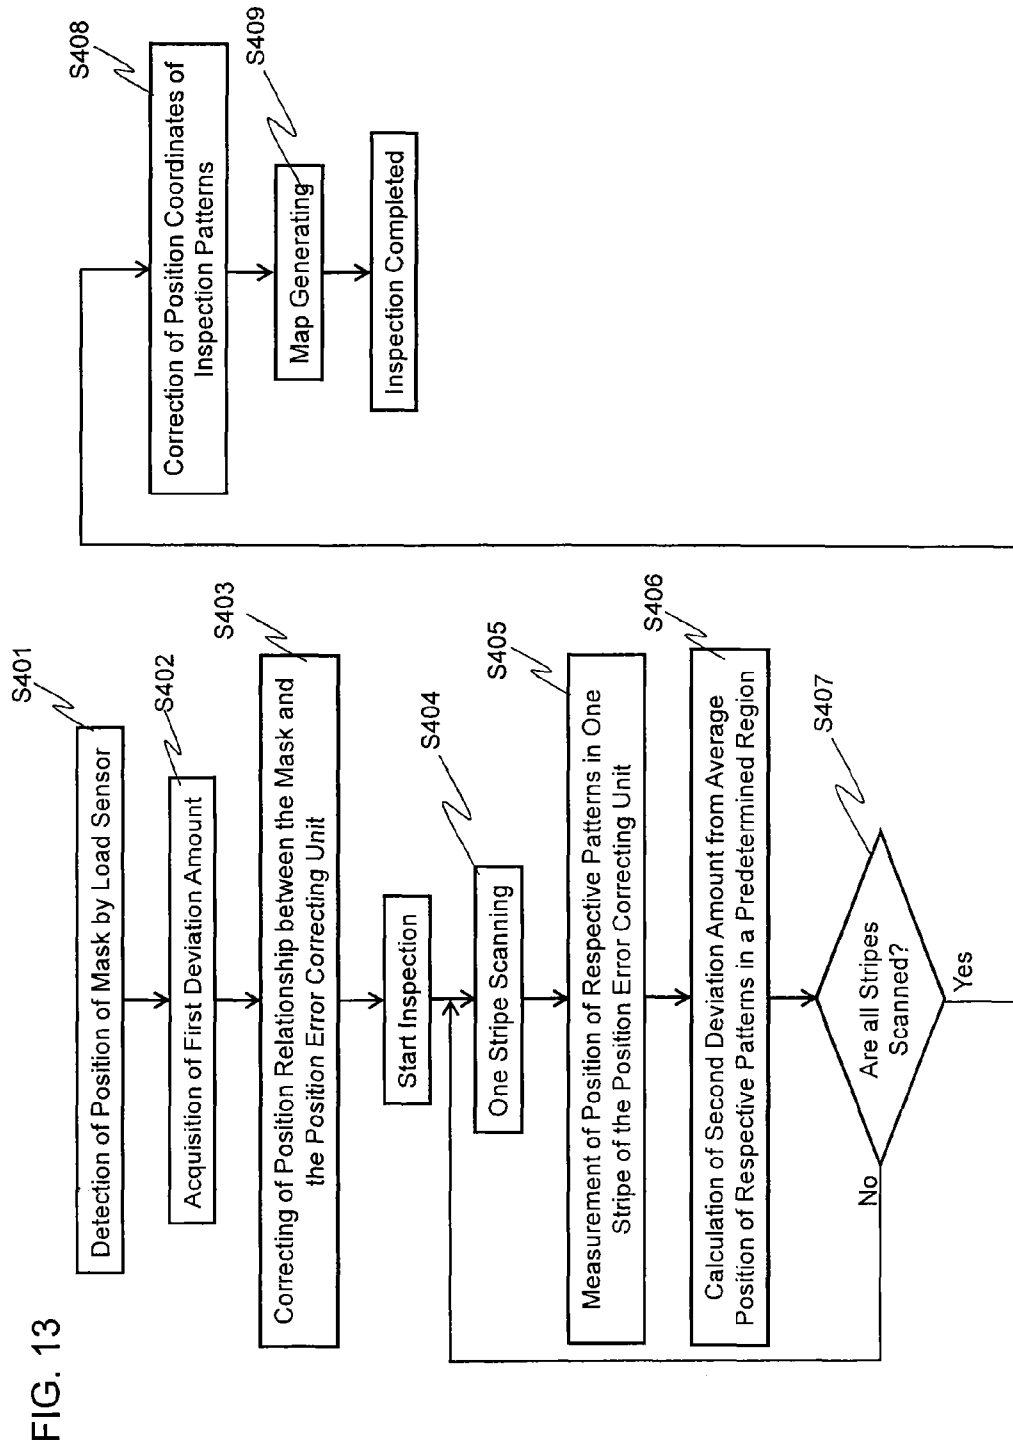 FIG. 13
S401
Detection of Position of Mask by Load Sensor
S402
Acquisition of First Deviation Amount
S403
Correcting of Position Relationship between the Mask and
the Position Error Correcting Unit
Start Inspection
S404
One Stripe Scanning
S405
Measurement of Position of Respective Patterns in One
Stripe of the Position Error Correcting Unit
S406
Calculation of Second Deviation Amount from Average
Position of Respective Patterns in a Predetermined Region
S407
Are all Stripes
Scanned?
No
Yes
S408
Correction of Position Coordinates of
Inspection Patterns
S409
Map Generating
Inspection Completed